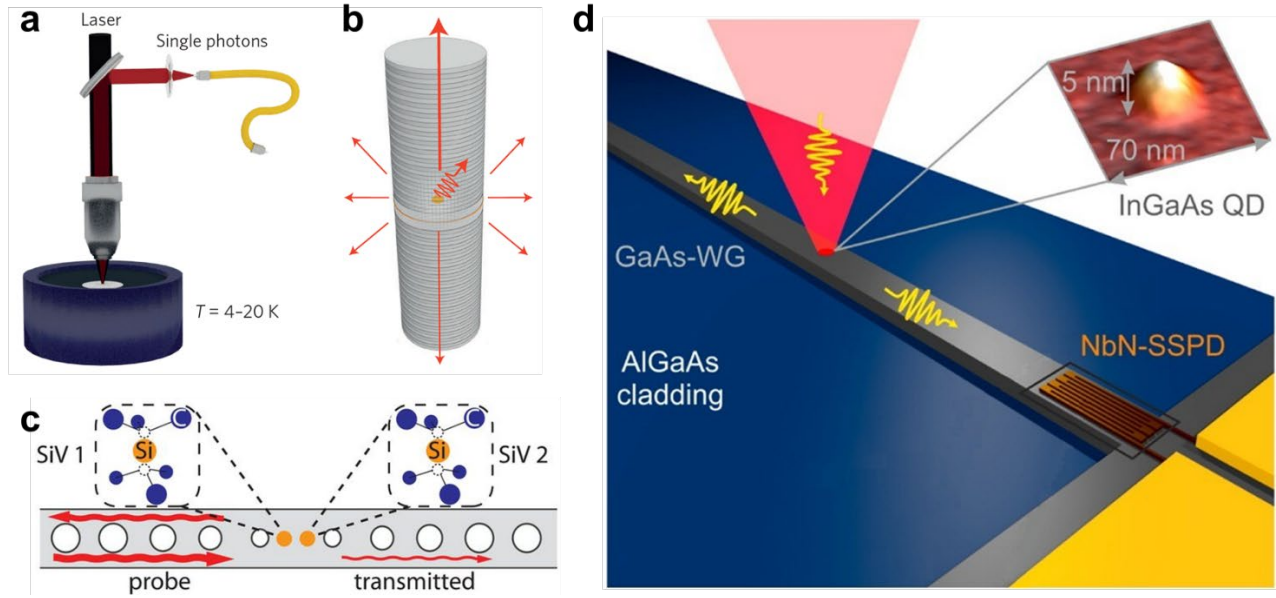 a
Laser
Single photons
T = 4–20 K
b
c
SiV 1
Si
Si
SiV 2
probe
transmitted
d
5 nm
70 nm
InGaAs QD
GaAs-WG
NbN-SSPD
AlGaAs
cladding